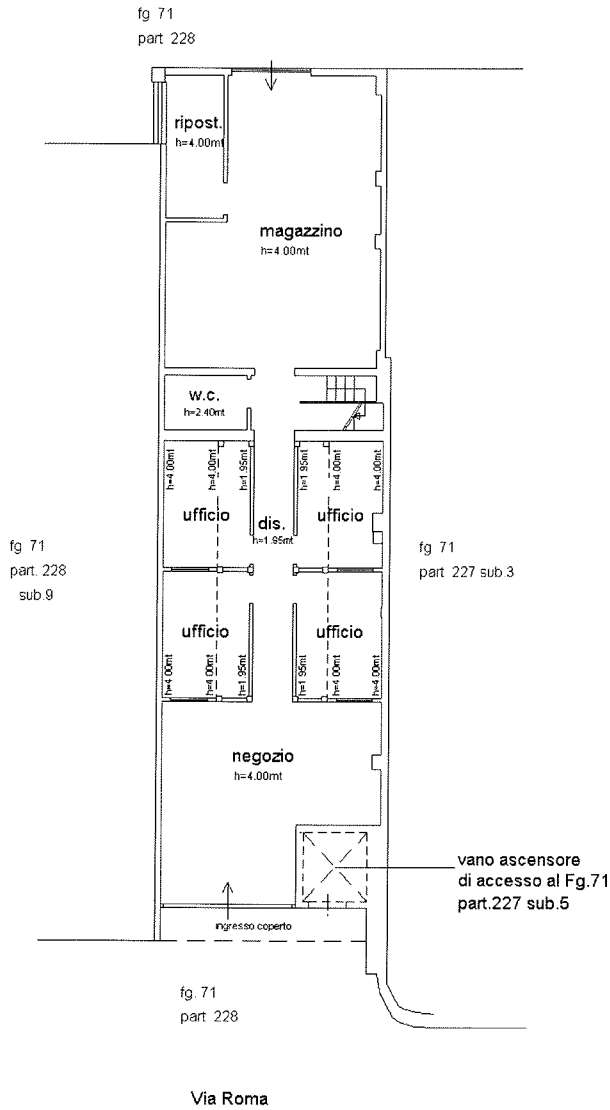 fg 71
part 228
ripost.
h=4.00mt
magazzino
h=4.00mt
w.c.
h=2.40mt
h=4.00mt
h=4.00mt
h=1.95mt
h=1.95mt
h=4.00mt
h=4.00mt
ufficio
ufficio
dis.
h=1.95mt
fg 71
part. 228
sub.9
fg 71
part 227 sub.3
ufficio
ufficio
h=4.00mt
h=4.00mt
h=1.95mt
h=1.95mt
h=4.00mt
h=4.00mt
negozio
h=4.00mt
vano ascensore
di accesso al Fg.71
part.227 sub.5
ingresso coperto
fg. 71
part 228
Via Roma